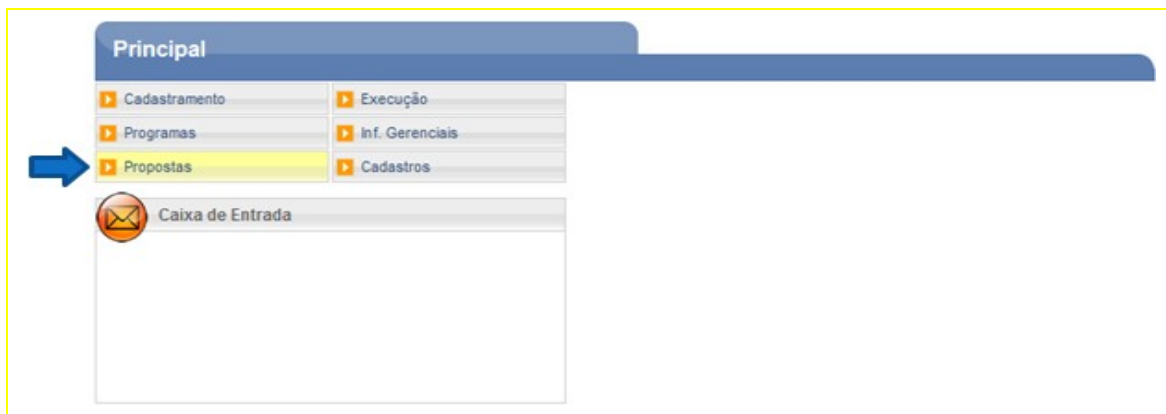 Principal
Cadastramento
Execução
Programas
Inf. Gerenciais
Propostas
Cadastros
Caixa de Entrada